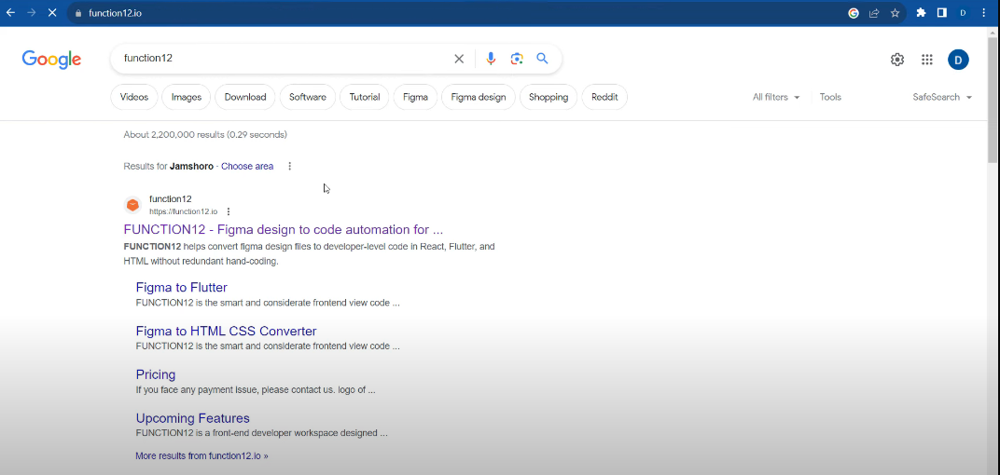 function12.io
D
Google
function12
D
Videos
Images
Download
Software
Tutorial
Figma
Figma design
Shopping
Reddit
All filters
Tools
SafeSearch
About 2,200,000 results (0.29 seconds)
Results for Jamshoro · Choose area
function12
https://function12.io
FUNCTION12 - Figma design to code automation for ...
FUNCTION12 helps convert figma design files to developer-level code in React, Flutter, and
HTML without redundant hand-coding.
Figma to Flutter
FUNCTION12 is the smart and considerate frontend view code ...
Figma to HTML CSS Converter
FUNCTION12 is the smart and considerate frontend view code ...
Pricing
If you face any payment issue, please contact us. logo of ...
Upcoming Features
FUNCTION12 is a front-end developer workspace designed ...
More results from function12.io »